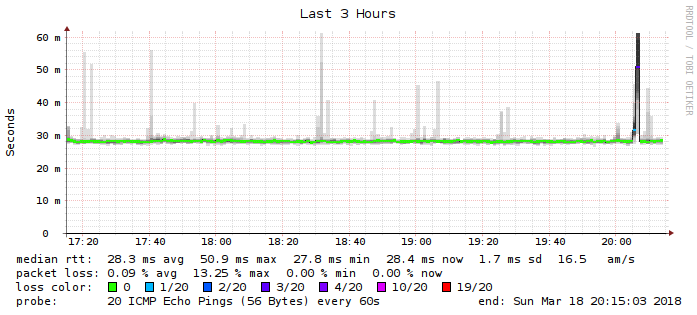 Last 3 Hours
RRDTOOL / TOBI OETIKER
Seconds
60 m
50 m
40 m
30 m
20 m
10 m
0
17:20 17:40 18:00 18:20 18:40 19:00 19:20 19:40 20:00
median rtt: 28.3 ms avg 50.9 ms max 27.8 ms min 28.4 ms now 1.7 ms sd 16.5 am/s
packet loss: 0.09 % avg 13.25 % max 0.00 % min 0.00 % now
loss color: 0 1/20 2/20 3/20 4/20 10/20 19/20
probe: 20 ICMP Echo Pings (56 Bytes) every 60s end: Sun Mar 18 20:15:03 2018